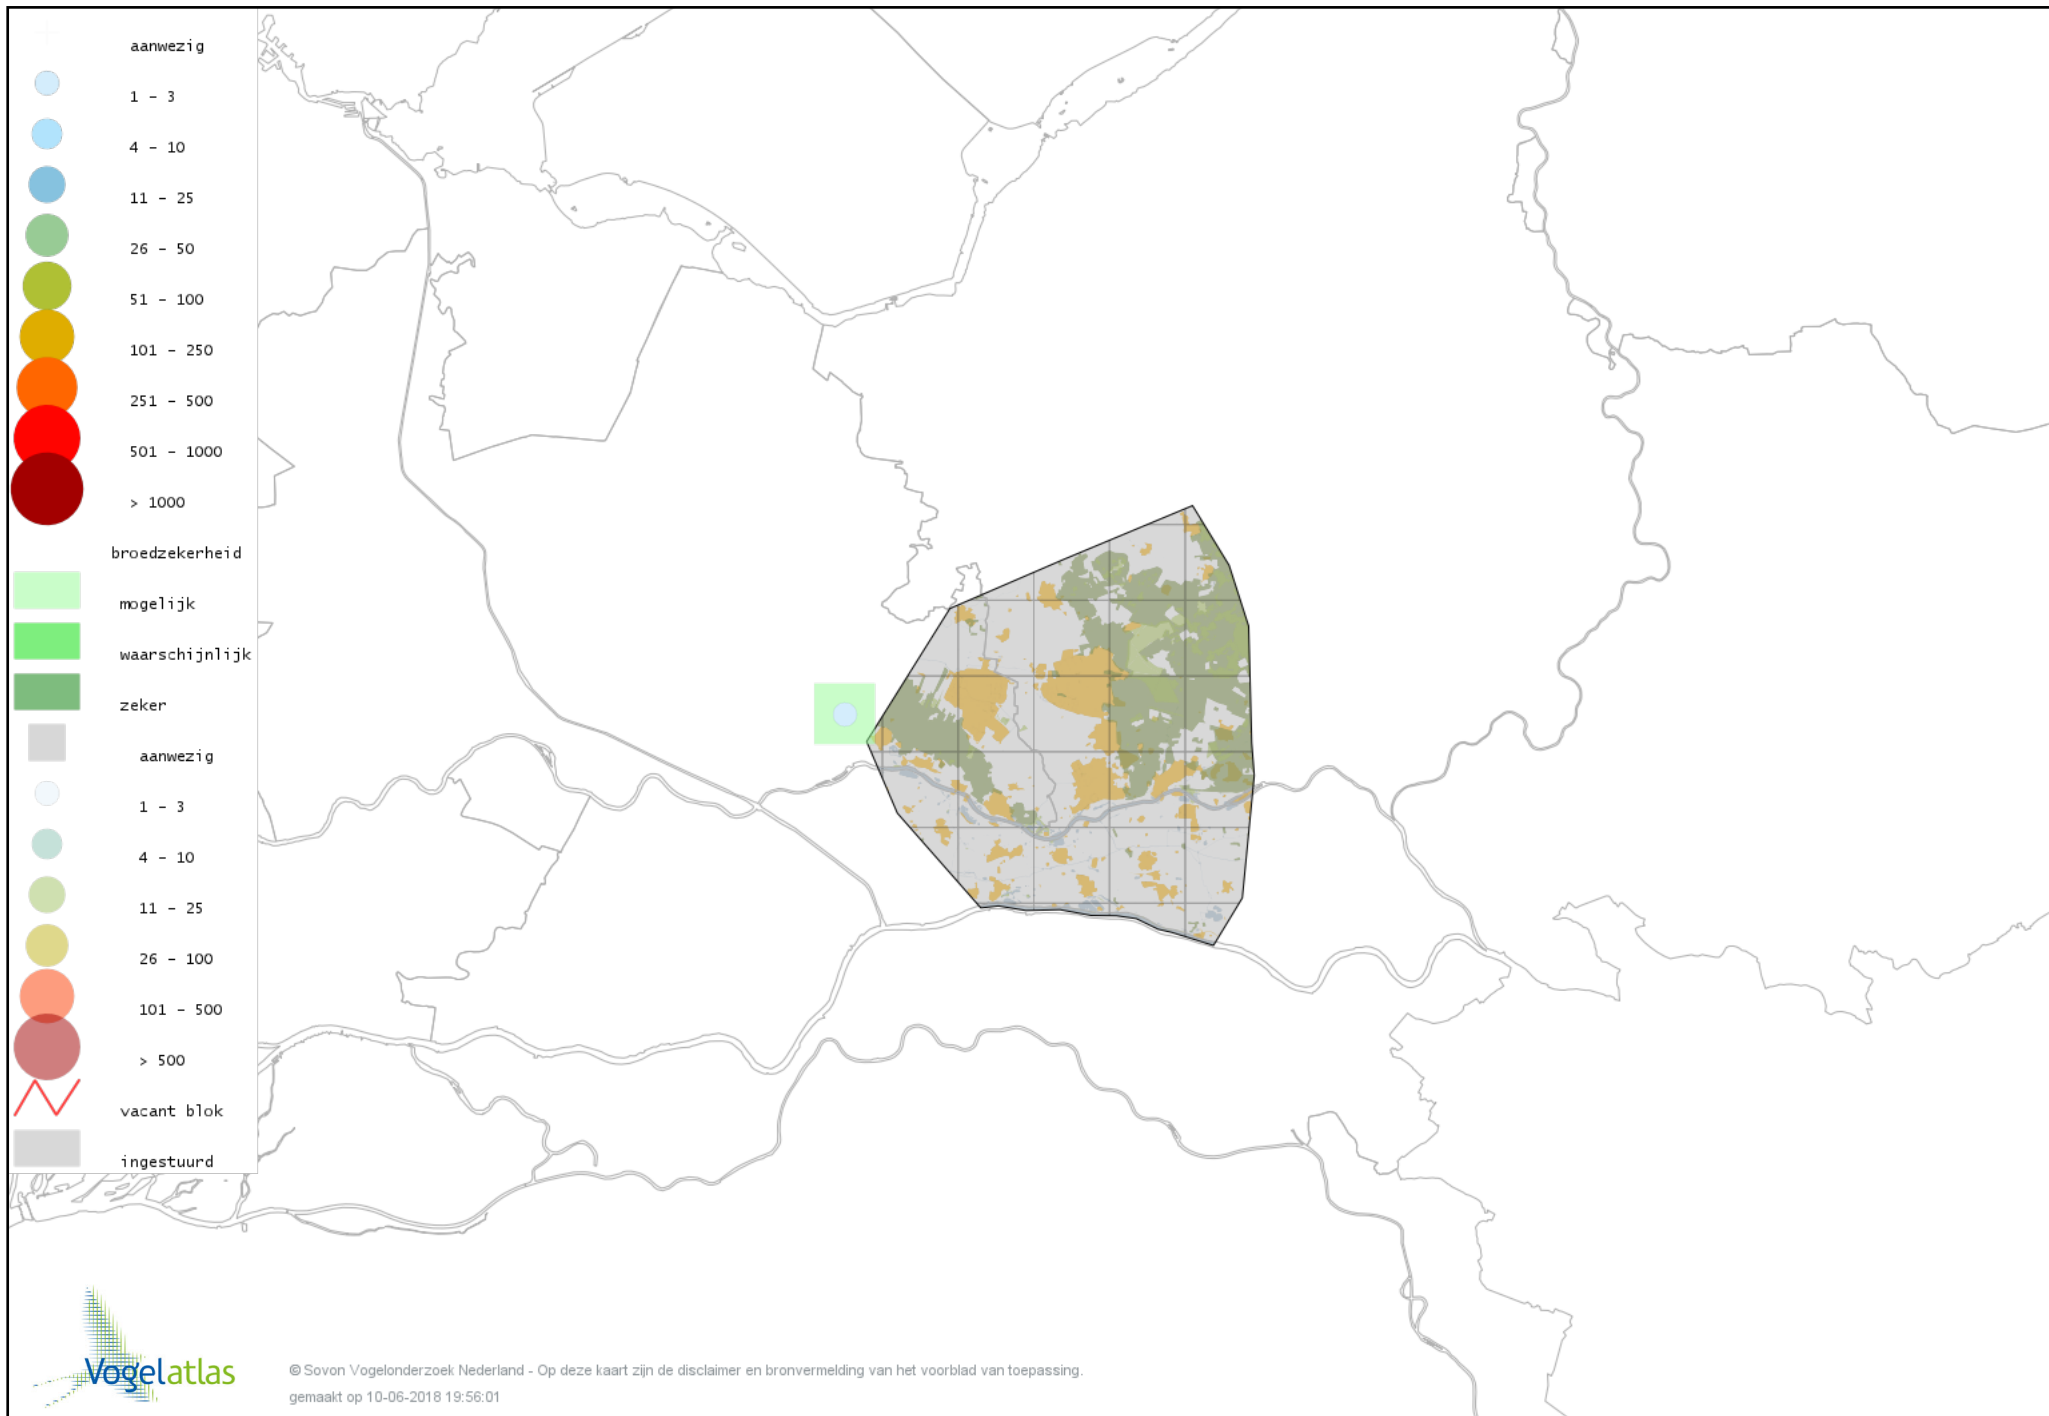 aanwezig
1 - 3
4 - 10
11 - 25
26 - 50
51 - 100
101 - 250
251 - 500
501 - 1000
> 1000
broedzekerheid
mogelijk
waarschijnlijk
zeker
aanwezig
1 - 3
4 - 10
11 - 25
26 - 100
101 - 500
> 500
vacant blok
ingestuurd
Vogelatlas
© Sovon Vogelonderzoek Nederland - Op deze kaart zijn de disclaimer en bronvermelding van het voorblad van toepassing.
gemaakt op 10-06-2018 19:56:01